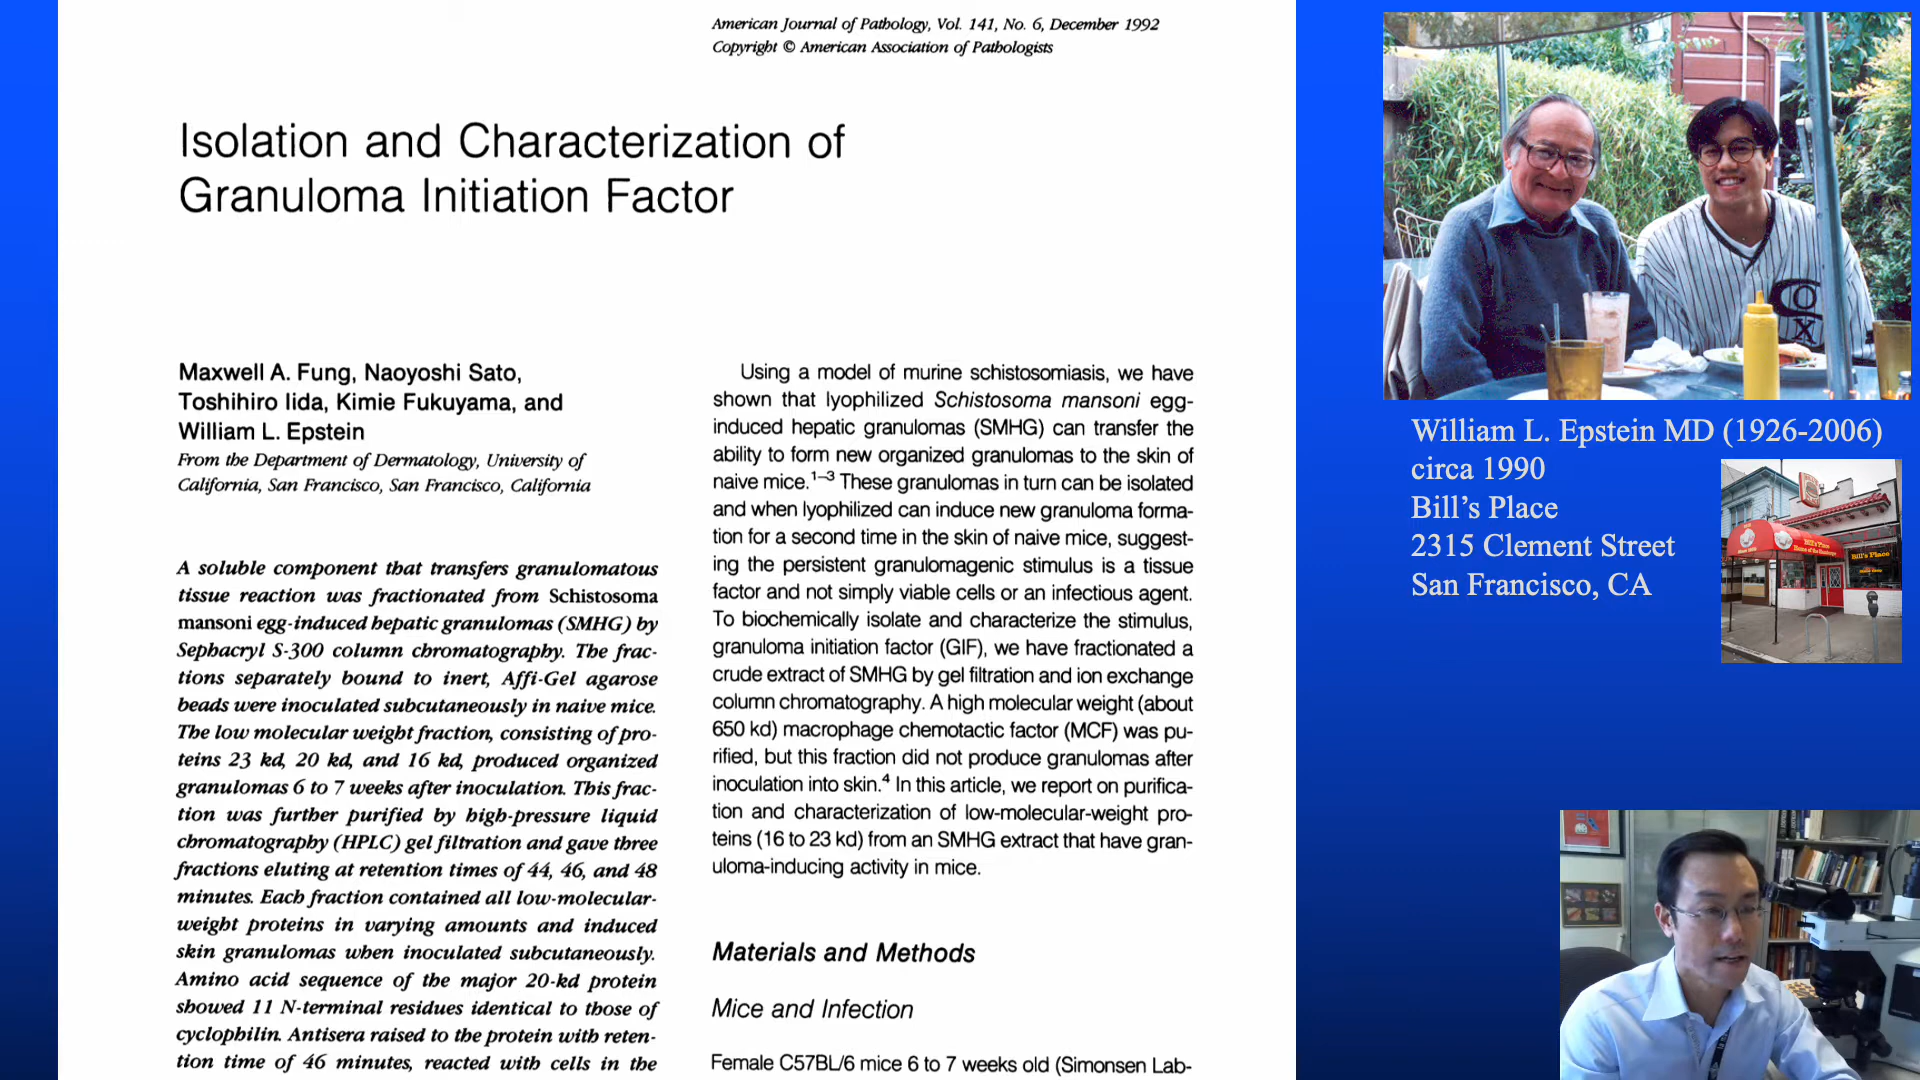 American Journal of Pathology, Vol. 141, No. 6, December 1992
Copyright © American Association of Pathologists
Isolation and Characterization of
Granuloma Initiation Factor
Maxwell A. Fung, Naoyoshi Sato,
Toshihiro Iida, Kimie Fukuyama, and
William L. Epstein
From the Department of Dermatology, University of
California, San Francisco, San Francisco, California
A soluble component that transfers granulomatous
tissue reaction was fractionated from Schistosoma
mansoni egg-induced hepatic granulomas (SMHG) by
Sephacryl S-300 column chromatography. The frac-
tions separately bound to inert, Affi-Gel agarose
beads were inoculated subcutaneously in naive mice.
The low molecular weight fraction, consisting of pro-
teins 23 kd, 20 kd, and 16 kd, produced organized
granulomas 6 to 7 weeks after inoculation. This frac-
tion was further purified by high-pressure liquid
chromatography (HPLC) gel filtration and gave three
fractions eluting at retention times of 44, 46, and 48
minutes. Each fraction contained all low-molecular-
weight proteins in varying amounts and induced
skin granulomas when inoculated subcutaneously.
Amino acid sequence of the major 20-kd protein
showed 11 N-terminal residues identical to those of
cyclophilin. Antisera raised to the protein with reten-
tion time of 46 minutes, reacted with cells in the
Using a model of murine schistosomiasis, we have
shown that lyophilized Schistosoma mansoni egg-
induced hepatic granulomas (SMHG) can transfer the
ability to form new organized granulomas to the skin of
naive mice.1–3 These granulomas in turn can be isolated
and when lyophilized can induce new granuloma forma-
tion for a second time in the skin of naive mice, suggest-
ing the persistent granulomagenic stimulus is a tissue
factor and not simply viable cells or an infectious agent.
To biochemically isolate and characterize the stimulus,
granuloma initiation factor (GIF), we have fractionated a
crude extract of SMHG by gel filtration and ion exchange
column chromatography. A high molecular weight (about
650 kd) macrophage chemotactic factor (MCF) was pu-
rified, but this fraction did not produce granulomas after
inoculation into skin.4 In this article, we report on purifica-
tion and characterization of low-molecular-weight pro-
teins (16 to 23 kd) from an SMHG extract that have gran-
uloma-inducing activity in mice.
Materials and Methods
Mice and Infection
Female C57BL/6 mice 6 to 7 weeks old (Simonsen Lab-
SOX
William L. Epstein MD (1926-2006)
circa 1990
Bill's Place
2315 Clement Street
San Francisco, CA
Bill's Place
Home of the Hamburger
Bill's Place